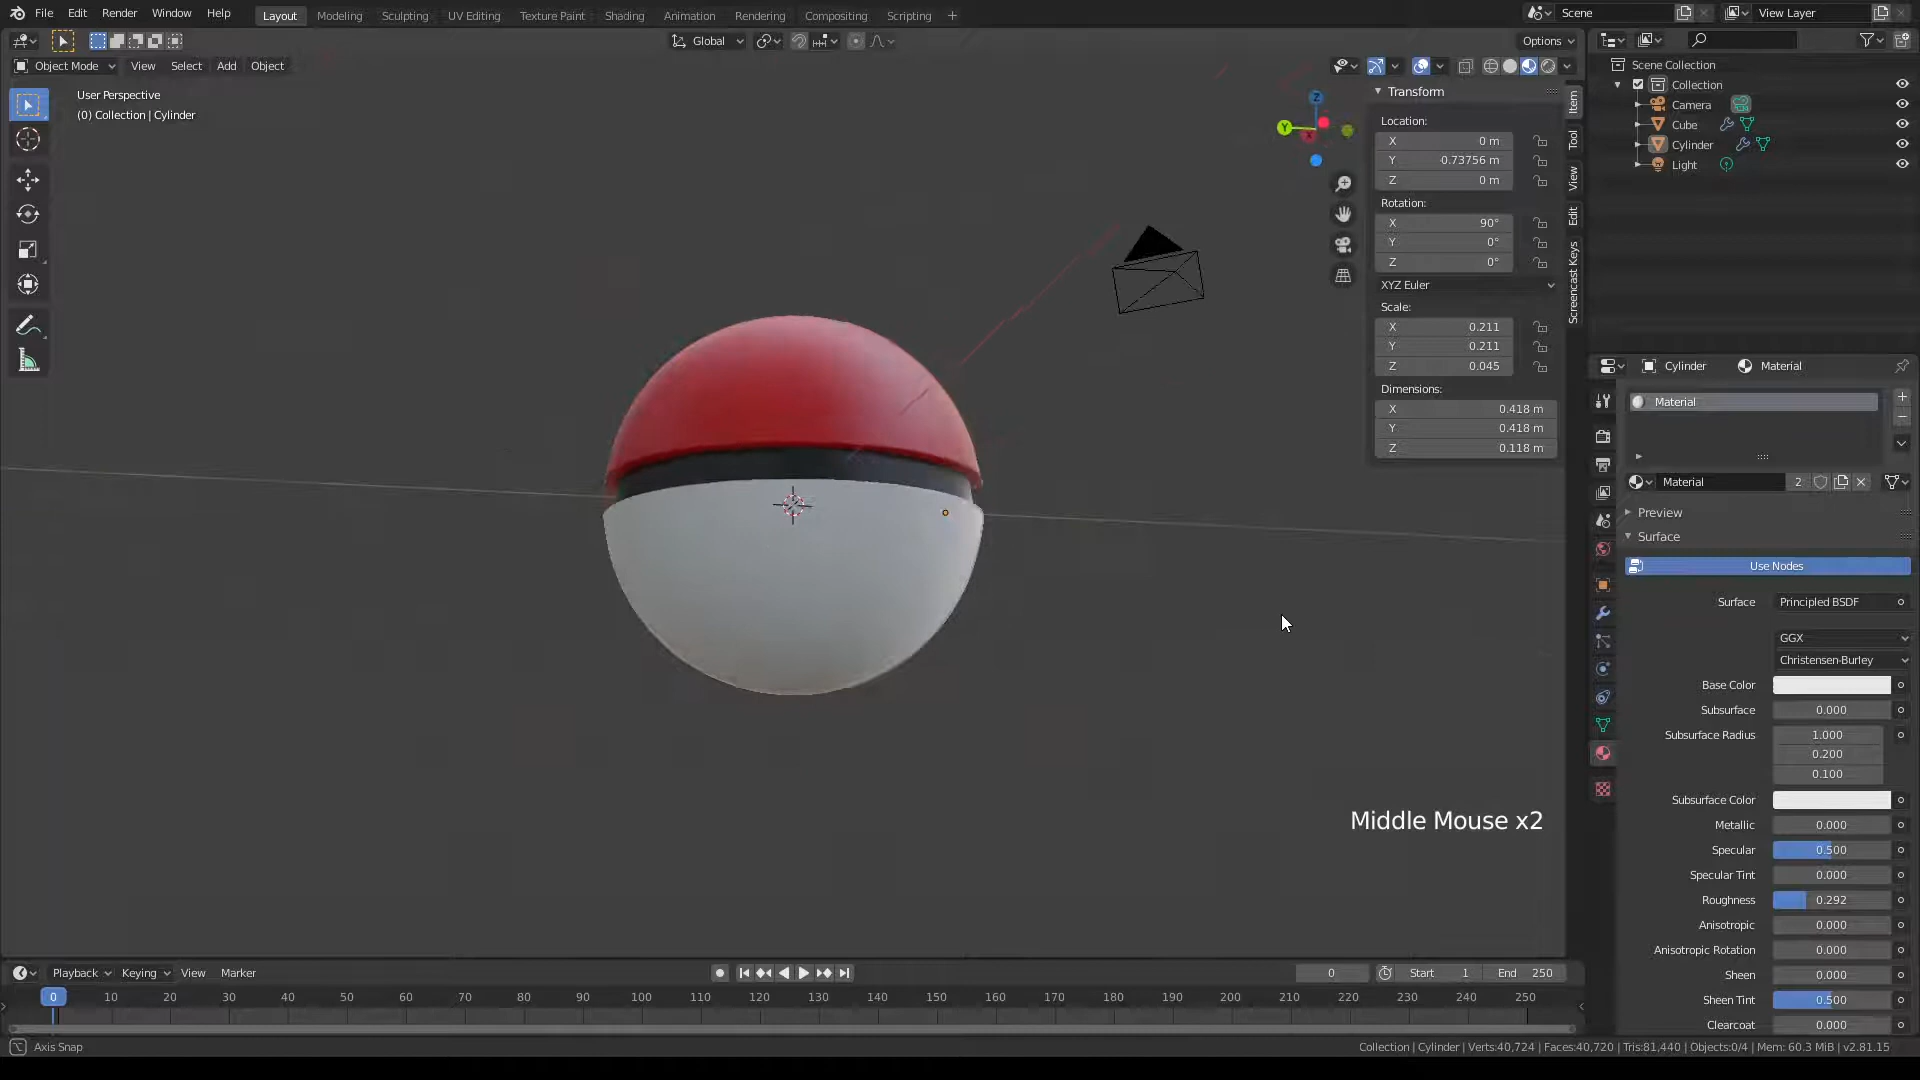 File Edit Render Window Help Layout Modeling Sculpting UV Editing Texture Paint Shading Animation Rendering Compositing Scripting + Scene View Layer
Global Options
Object Mode View Select Add Object
User Perspective
(0) Collection | Cylinder
Z
Y
X
Transform
Location:
X 0 m
Y 0.73756 m
Z 0 m
Rotation:
X 90°
Y 0°
Z 0°
XYZ Euler
Scale:
X 0.211
Y 0.211
Z 0.045
Dimensions:
X 0.418 m
Y 0.418 m
Z 0.118 m
Item
Tool
View
Edit
Screencast Keys
Scene Collection
Collection
Camera
Cube
Cylinder
Light
Cylinder Material
Material
Material 2
Preview
Surface
Use Nodes
Surface Principled BSDF
GGX
Christensen-Burley
Base Color
Subsurface 0.000
Subsurface Radius 1.000
0.200
0.100
Subsurface Color
Metallic 0.000
Specular 0.500
Specular Tint 0.000
Roughness 0.292
Anisotropic 0.000
Anisotropic Rotation 0.000
Sheen 0.000
Sheen Tint 0.500
Clearcoat 0.000
Middle Mouse x2
Playback Keying View Marker 0 Start 1 End 250
0 10 20 30 40 50 60 70 80 90 100 110 120 130 140 150 160 170 180 190 200 210 220 230 240 250
Axis Snap
Collection | Cylinder | Verts:40,724 | Faces:40,720 | Tris:81,440 | Objects:0/4 | Mem: 60.3 MiB | v2.81.15